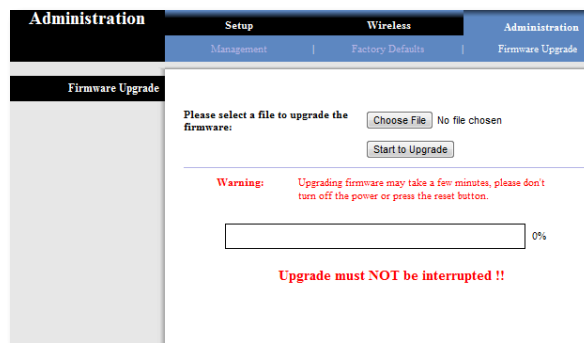 Administration
Setup Wireless Administration
Management | Factory Defaults | Firmware Upgrade
Firmware Upgrade
Please select a file to upgrade the
firmware:
Choose File No file chosen
Start to Upgrade
Warning: Upgrading firmware may take a few minutes, please don't
turn off the power or press the reset button.
0%
Upgrade must NOT be interrupted !!